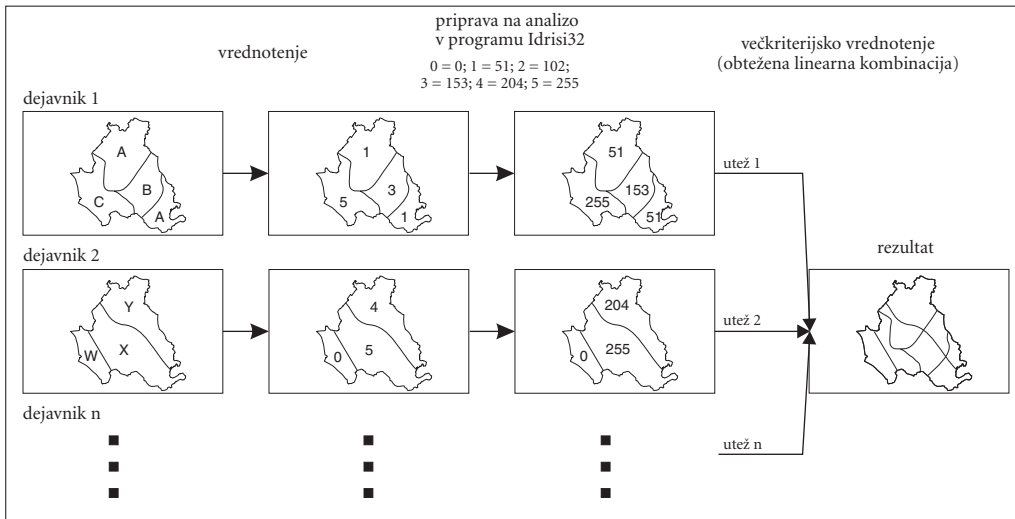 vrednotenje
priprava na analizo
v programu Idrisi32
0 = 0; 1 = 51; 2 = 102;
3 = 153; 4 = 204; 5 = 255
večkriterijsko vrednotenje
(obtežena linearna kombinacija)
dejavnik 1
A
B
C
A
1
3
5
1
51
153
255
51
utež 1
dejavnik 2
Y
X
W
4
5
0
204
255
0
utež 2
rezultat
dejavnik n
utež n